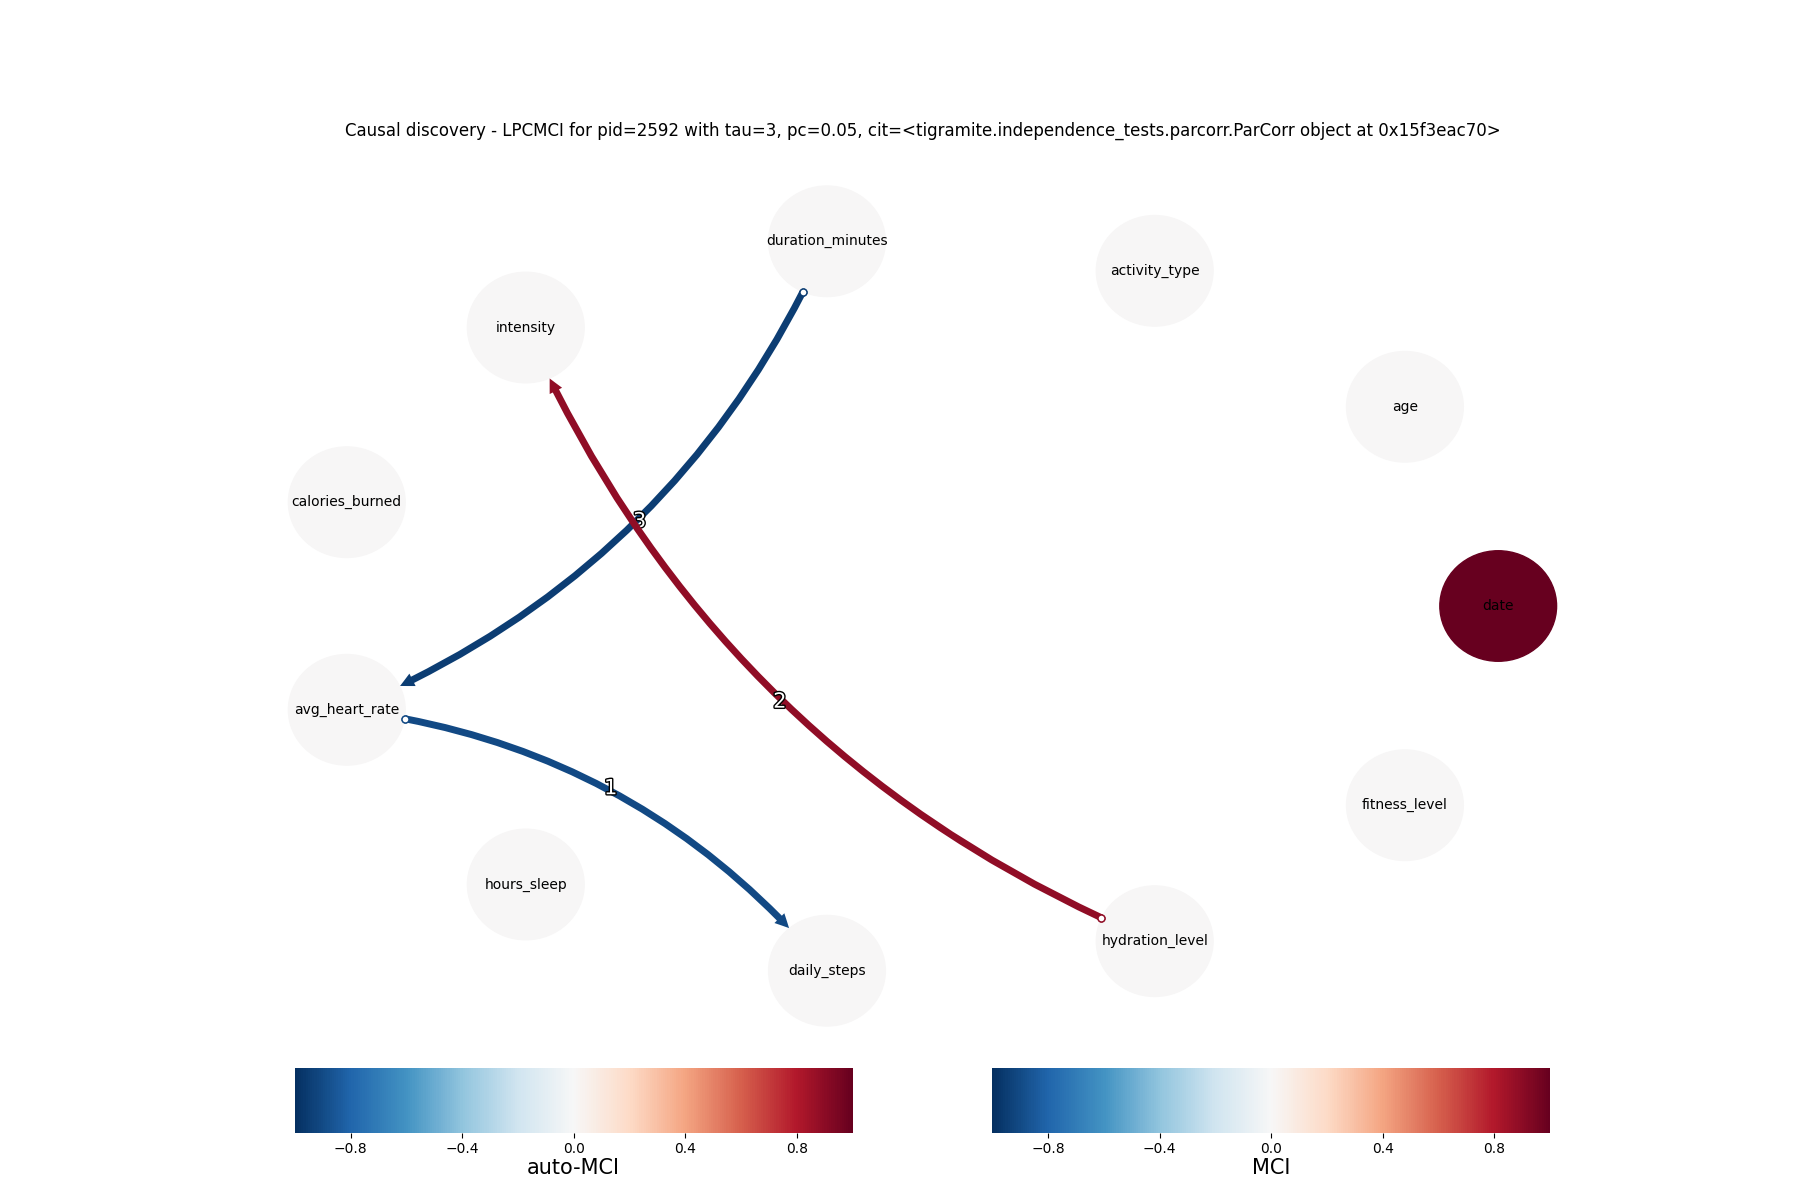 Causal discovery - LPCMCI for pid=2592 with tau=3, pc=0.05, cit=<tigramite.independence_tests.parcorr.ParCorr object at 0x15f3eac70>
duration_minutes
activity_type
intensity
age
calories_burned
3
date
2
avg_heart_rate
1
fitness_level
hours_sleep
hydration_level
daily_steps
−0.8 −0.4 0.0 0.4 0.8
auto-MCI
−0.8 −0.4 0.0 0.4 0.8
MCI